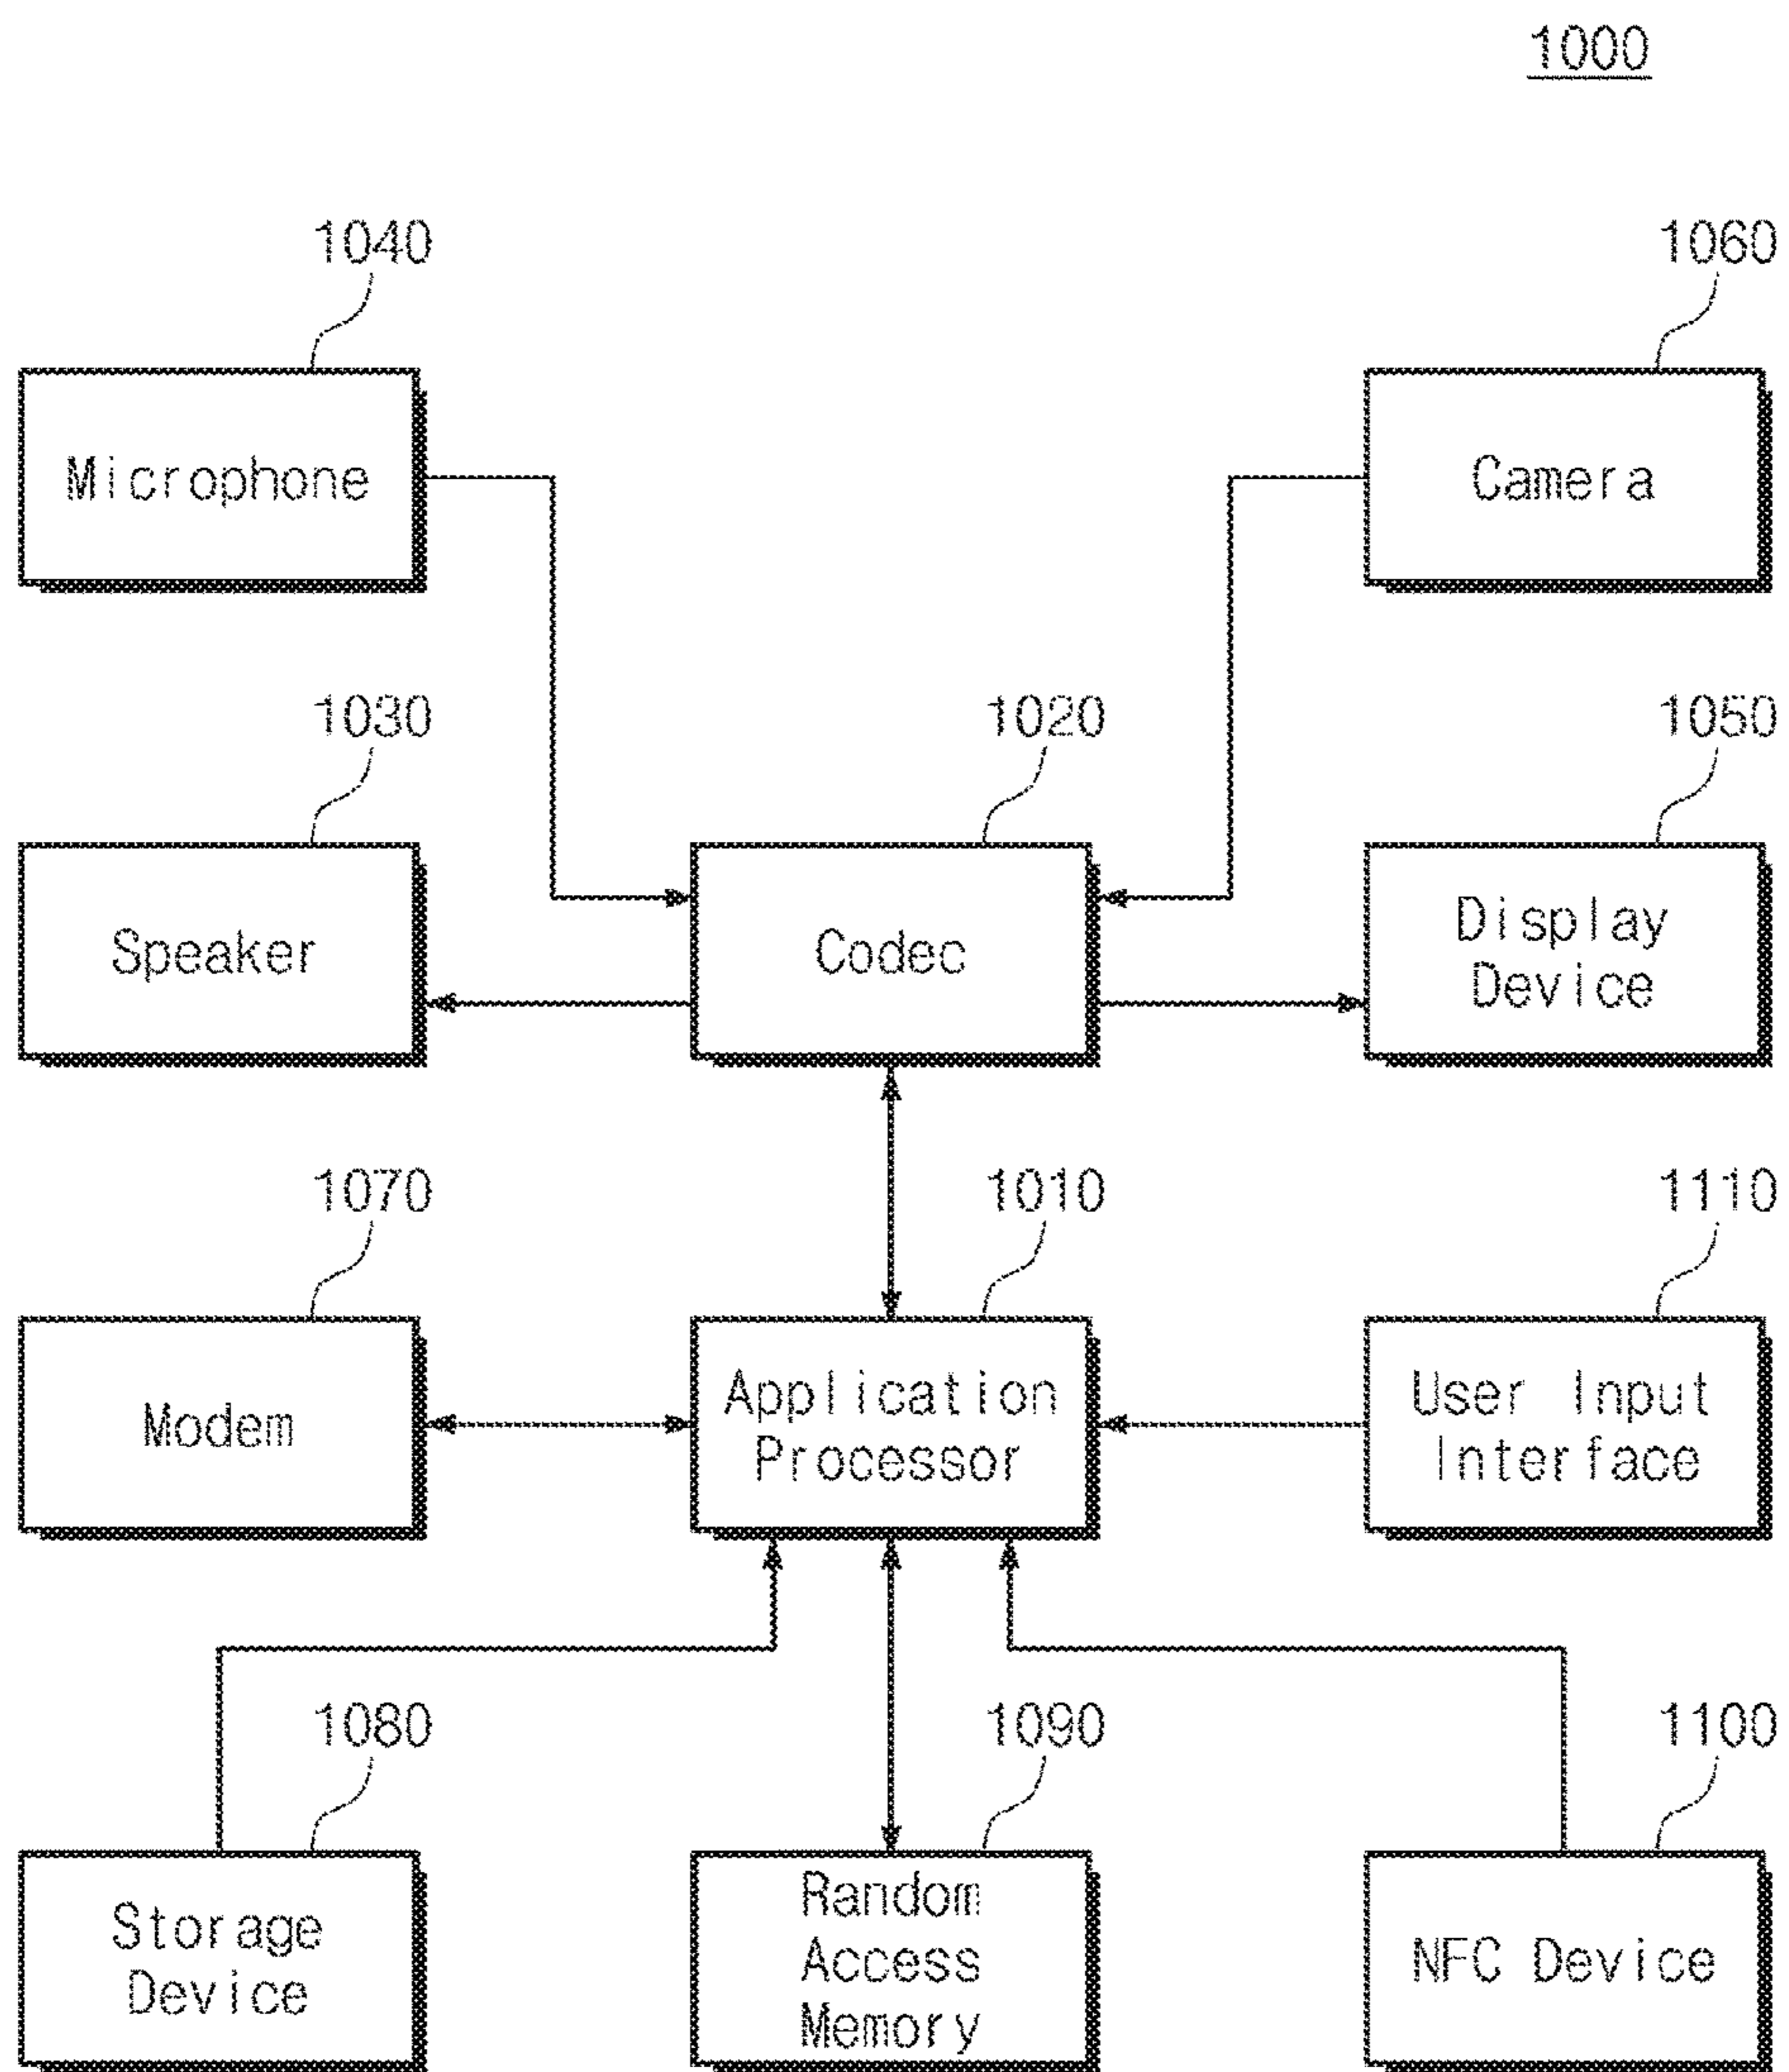 1000
1040
1060
Microphone
Camera
1030
1020
1050
Speaker
Codec
Display
Device
1070
1010
1110
Modem
Application
Processor
User Input
Interface
1080
1090
1100
Storage
Device
Random
Access
Memory
NFC Device